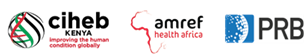 ciheb
KENYA
improving the human
condition globally
amref
health africa
PRB